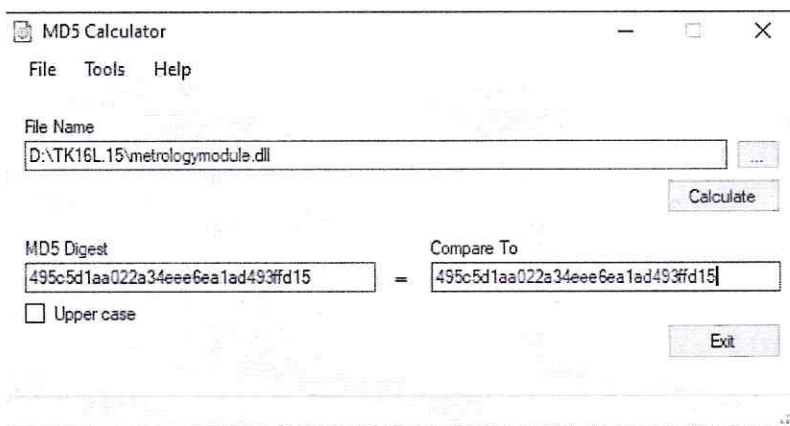 MD5 Calculator
File Tools Help
File Name
D:\TK16L.15\metrologymodule.dll
...
Calculate
MD5 Digest
Compare To
495c5d1aa022a34eee6ea1ad493ffd15
=
495c5d1aa022a34eee6ea1ad493ffd15
Upper case
Exit